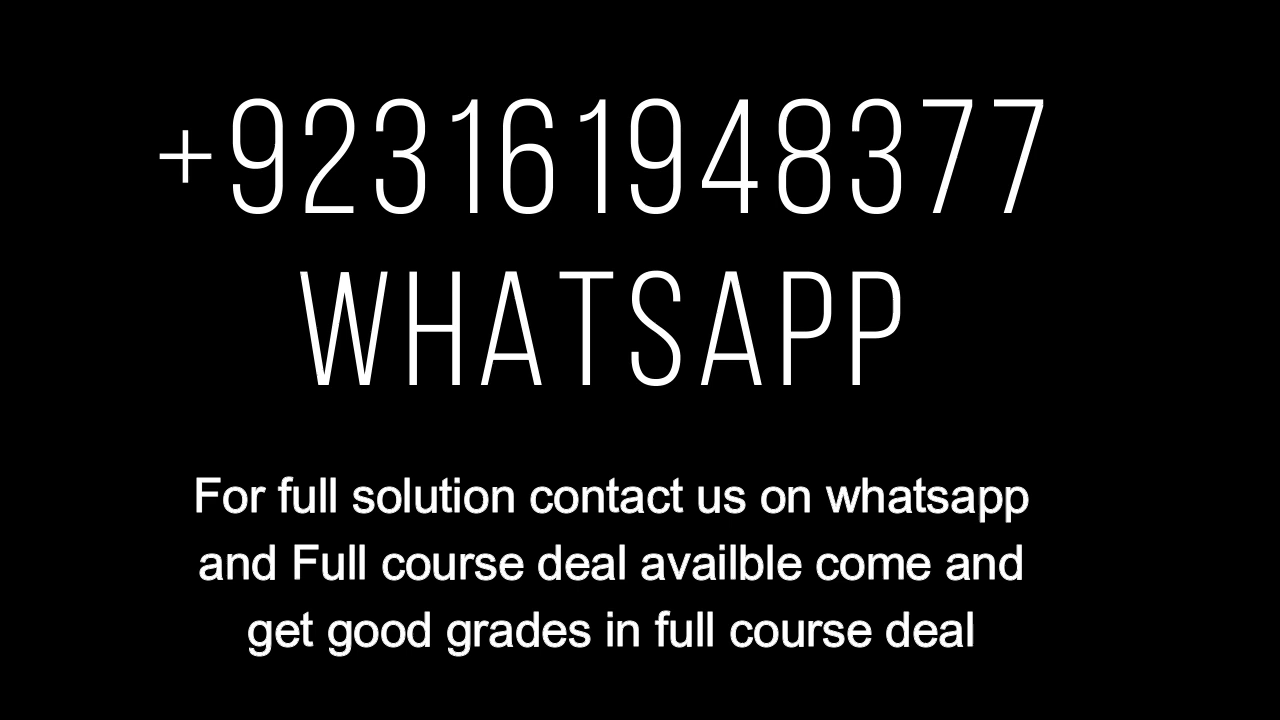 +923161948377
WHATSAPP
For full solution contact us on whatsapp
and Full course deal availble come and
get good grades in full course deal